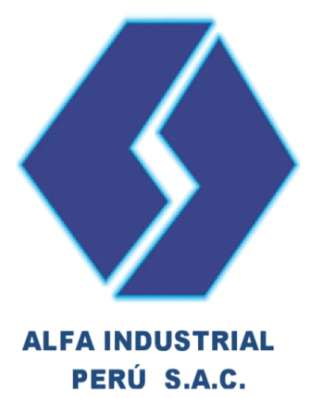 ALFA INDUSTRIAL
PERÚ S.A.C.